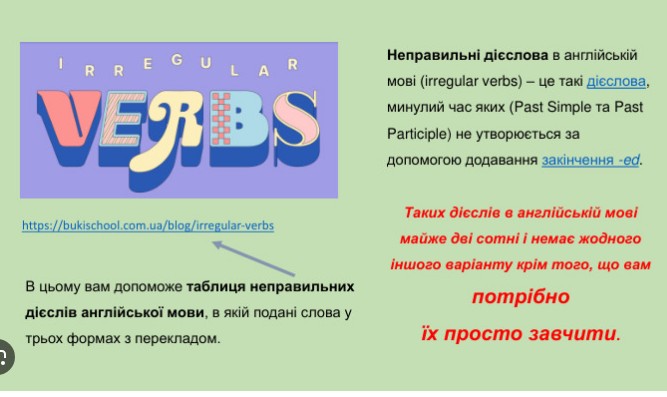 IRREGULAR
VERBS
https://bukischool.com.ua/blog/irregular-verbs
В цьому вам допоможе таблиця неправильних
дієслів англійської мови, в якій подані слова у
трьох формах з перекладом.
Неправильні дієслова в англійській
мові (irregular verbs) – це такі дієслова,
минулий час яких (Past Simple та Past
Participle) не утворюється за
допомогою додавання закінчення -ed.
Таких дієслів в англійській мові
майже дві сотні і немає жодного
іншого варіанту крім того, що вам
потрібно
їх просто завчити.